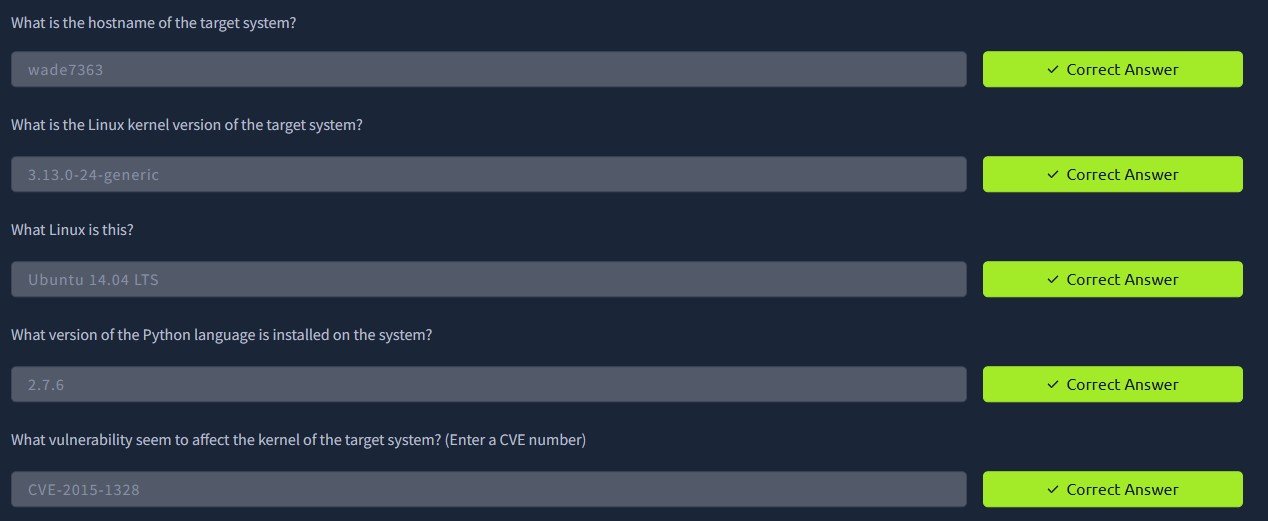 What is the hostname of the target system?
wade7363
✓ Correct Answer
What is the Linux kernel version of the target system?
3.13.0-24-generic
✓ Correct Answer
What Linux is this?
Ubuntu 14.04 LTS
✓ Correct Answer
What version of the Python language is installed on the system?
2.7.6
✓ Correct Answer
What vulnerability seem to affect the kernel of the target system? (Enter a CVE number)
CVE-2015-1328
✓ Correct Answer